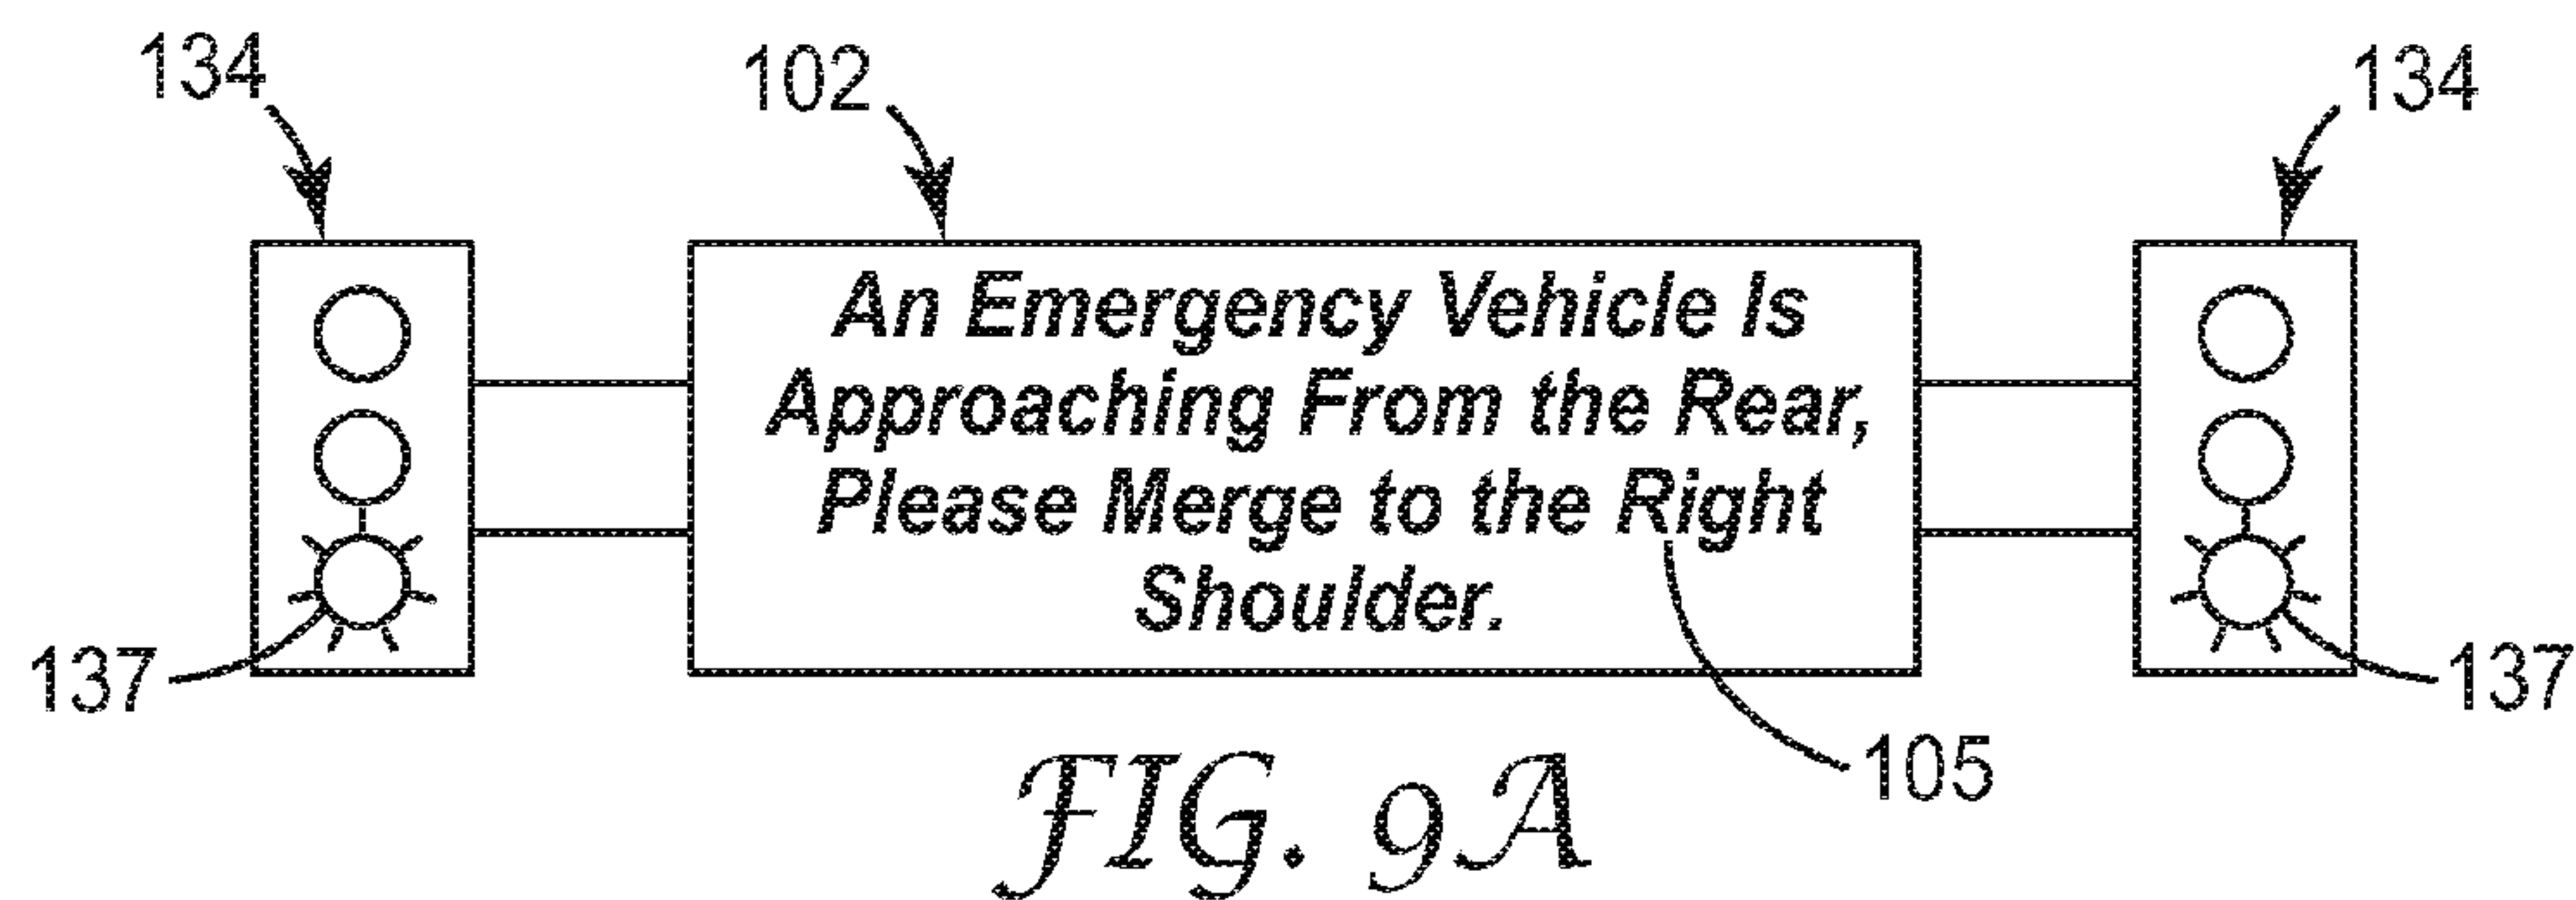 134
102
134
An Emergency Vehicle Is
Approaching From the Rear,
Please Merge to the Right
Shoulder.
137
137
105
FIG. 9A